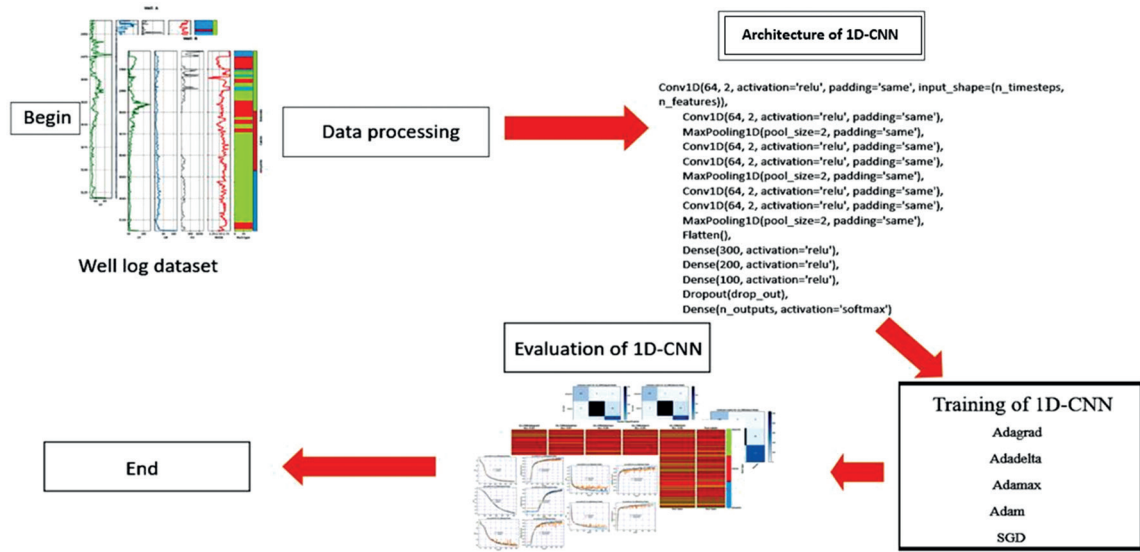 Well A
Well B
Begin
Well log dataset
Data processing
Architecture of 1D-CNN
Conv1D(64, 2, activation='relu', padding='same', input_shape=(n_timesteps,
n_features)),
Conv1D(64, 2, activation='relu', padding='same'),
MaxPooling1D(pool_size=2, padding='same'),
Conv1D(64, 2, activation='relu', padding='same'),
Conv1D(64, 2, activation='relu', padding='same'),
MaxPooling1D(pool_size=2, padding='same'),
Conv1D(64, 2, activation='relu', padding='same'),
Conv1D(64, 2, activation='relu', padding='same'),
MaxPooling1D(pool_size=2, padding='same'),
Flatten(),
Dense(300, activation='relu'),
Dense(200, activation='relu'),
Dense(100, activation='relu'),
Dropout(drop_out),
Dense(n_outputs, activation='softmax')
Training of 1D-CNN
Adagrad
Adadelta
Adamax
Adam
SGD
Evaluation of 1D-CNN
End